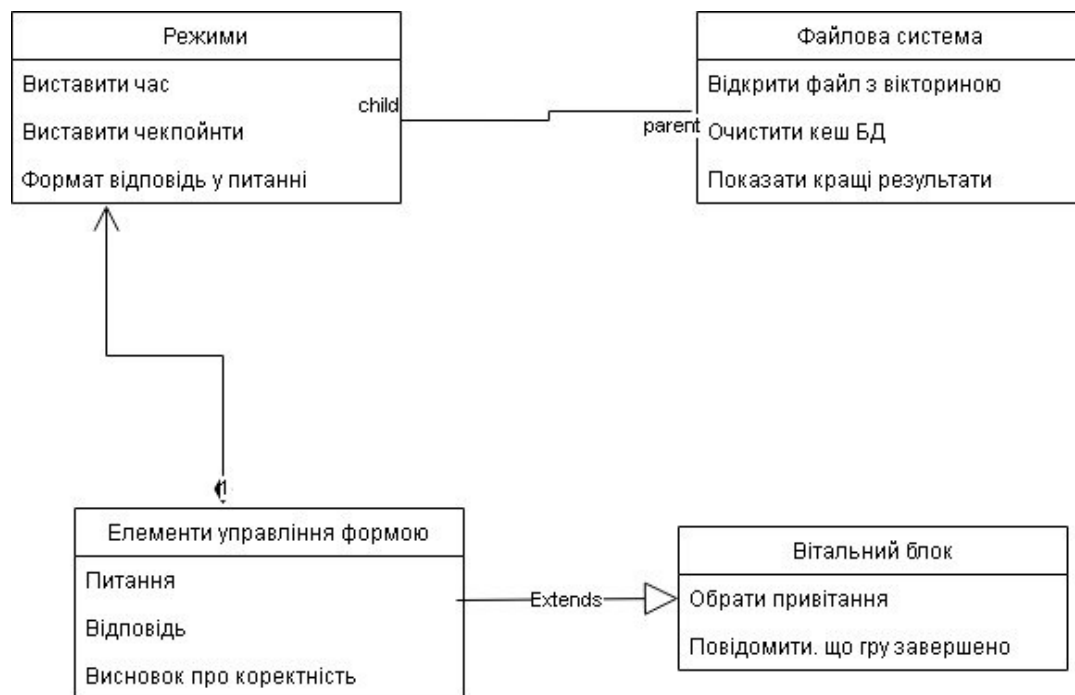 Режими
Виставити час
Виставити чекпойнти
Формат відповідь у питанні
child
parent
Файлова система
Відкрити файл з вікториною
Очистити кеш БД
Показати кращі результати
1
Елементи управління формою
Питання
Відповідь
Висновок про коректність
Extends
Вітальний блок
Обрати привітання
Повідомити. що гру завершено